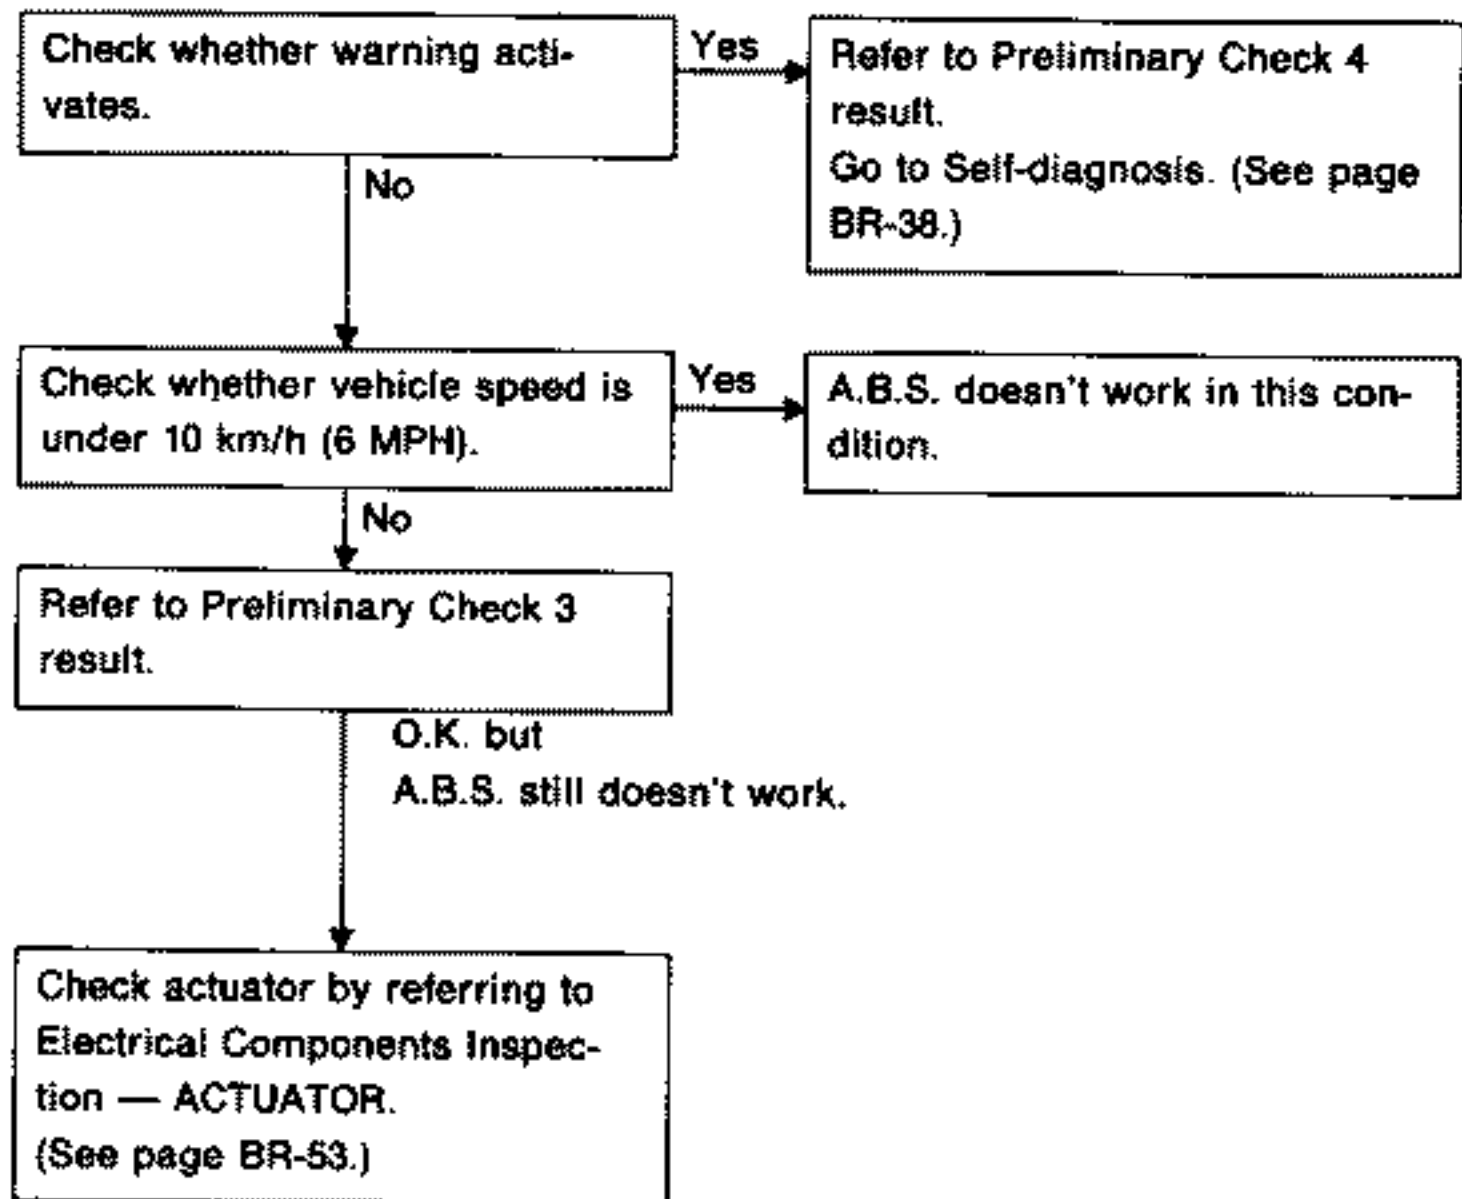 Check whether warning acti-
vates.
Yes
Refer to Preliminary Check 4
result.
Go to Self-diagnosis. (See page
BR-38.)
No
Check whether vehicle speed is
under 10 km/h (6 MPH).
Yes
A.B.S. doesn't work in this con-
dition.
No
Refer to Preliminary Check 3
result.
O.K. but
A.B.S. still doesn't work.
Check actuator by referring to
Electrical Components Inspec-
tion — ACTUATOR.
(See page BR-53.)